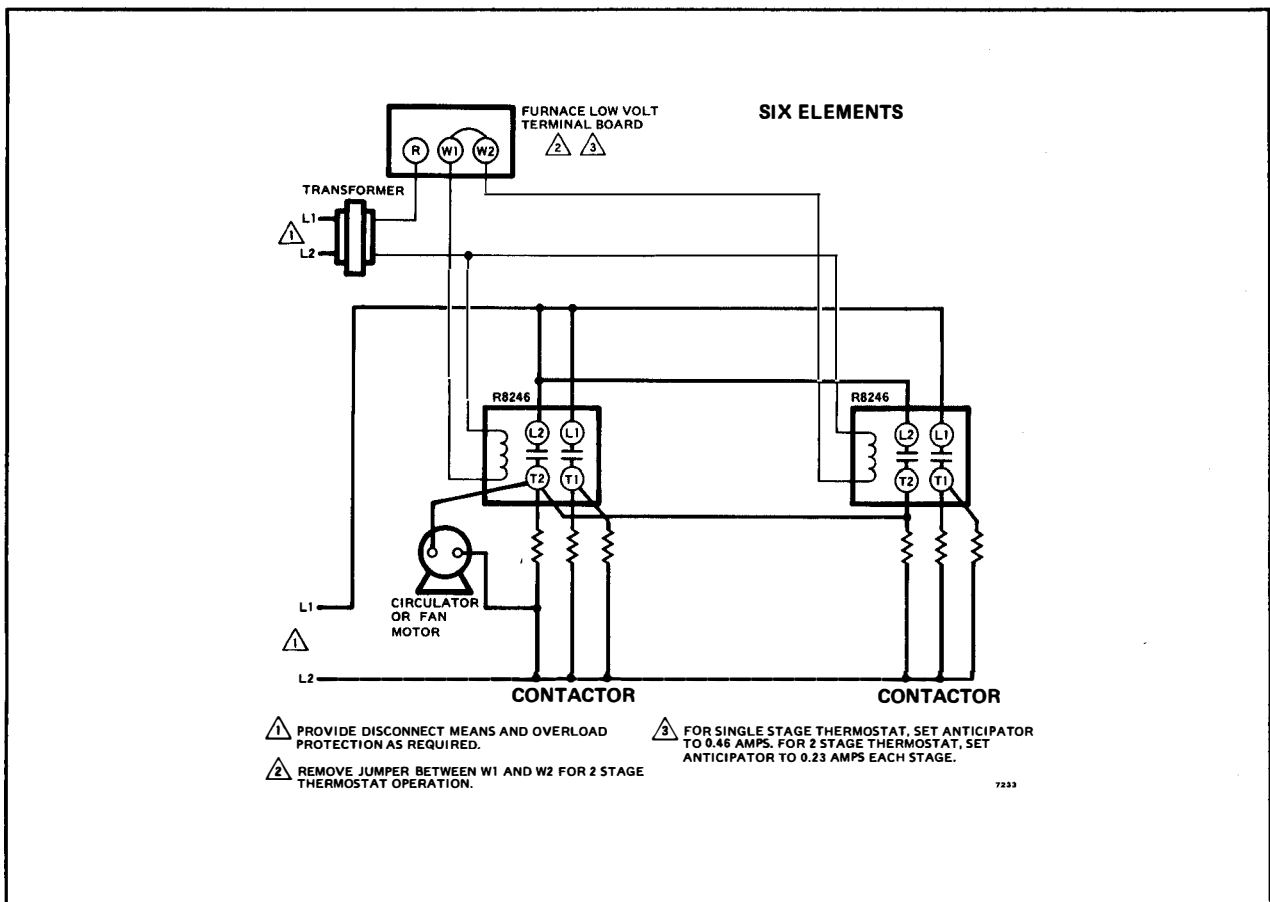 FURNACE LOW VOLT
TERMINAL BOARD
2 3
SIX ELEMENTS
R W1 W2
TRANSFORMER
L1
1
L2
R8246
R8246
L2 L1
L2 L1
T2 T1
T2 T1
L1
CIRCULATOR
OR FAN
MOTOR
1
L2
CONTACTOR
CONTACTOR
1 PROVIDE DISCONNECT MEANS AND OVERLOAD
PROTECTION AS REQUIRED.
2 REMOVE JUMPER BETWEEN W1 AND W2 FOR 2 STAGE
THERMOSTAT OPERATION.
3 FOR SINGLE STAGE THERMOSTAT, SET ANTICIPATOR
TO 0.46 AMPS. FOR 2 STAGE THERMOSTAT, SET
ANTICIPATOR TO 0.23 AMPS EACH STAGE.
7233